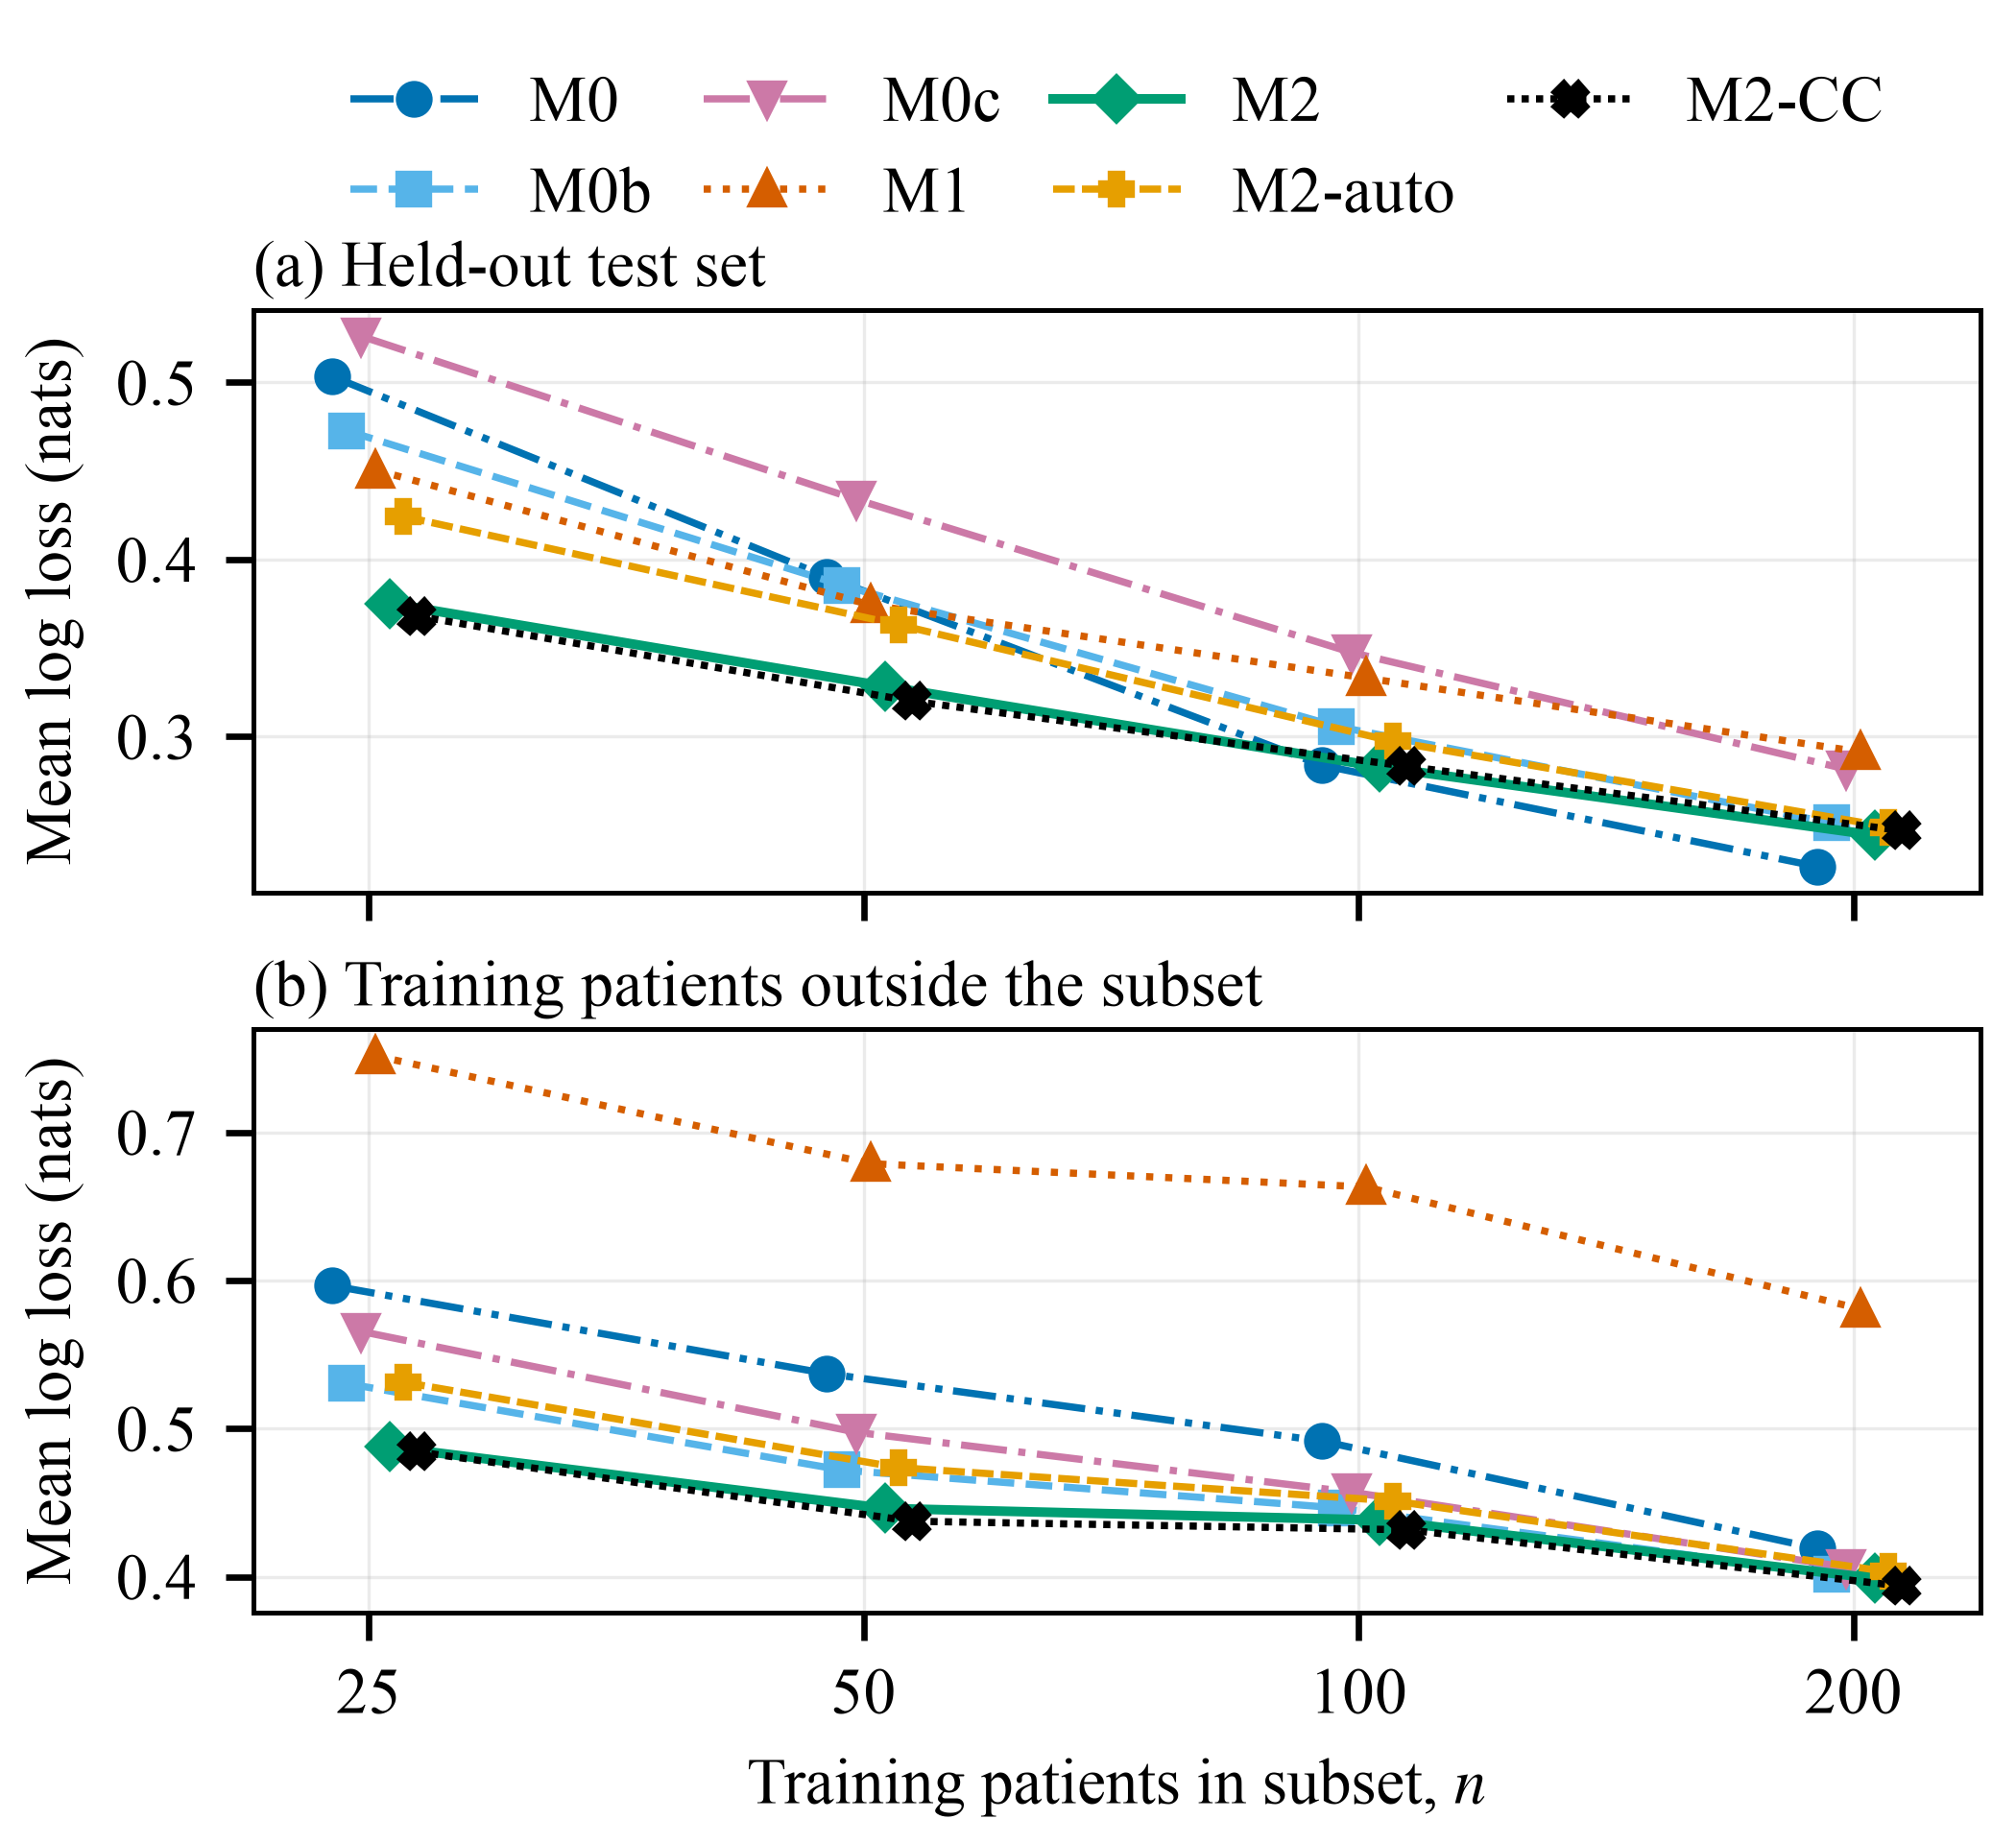 M0 M0c M2 M2-CC
M0b M1 M2-auto
(a) Held-out test set
Mean log loss (nats)
0.5
0.4
0.3
(b) Training patients outside the subset
Mean log loss (nats)
0.7
0.6
0.5
0.4
25 50 100 200
Training patients in subset, n